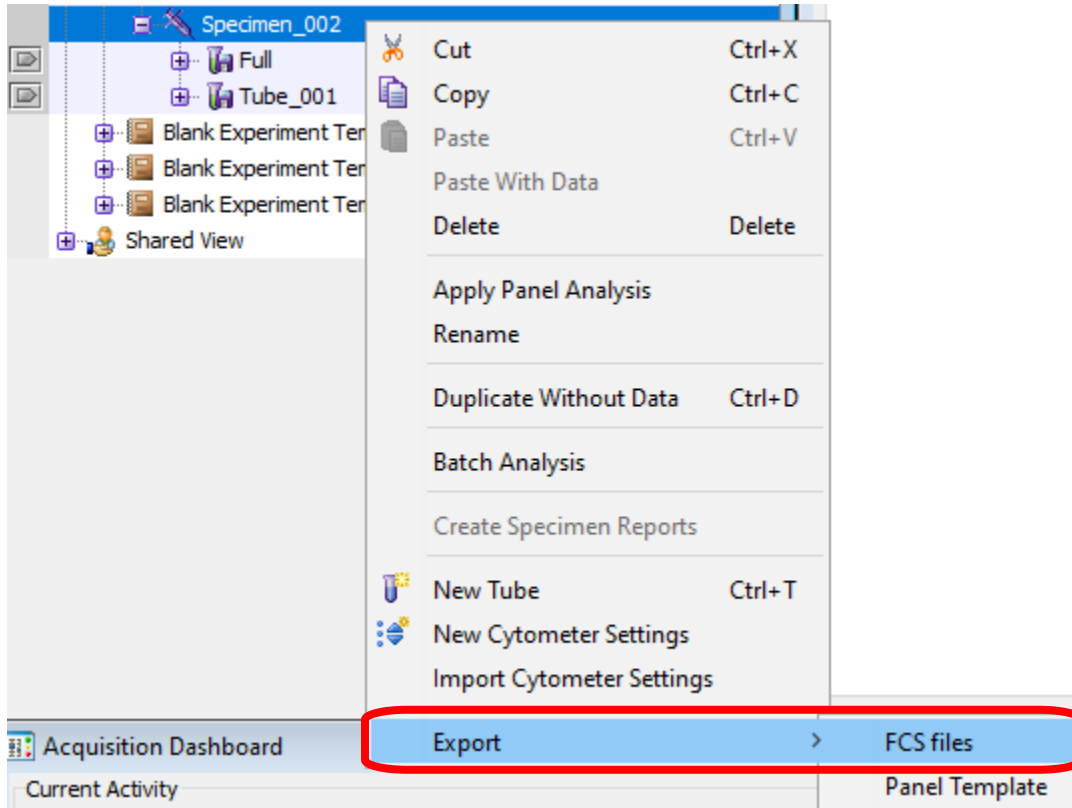 Specimen_002
Full
Tube_001
Blank Experiment Ter
Blank Experiment Ter
Blank Experiment Ter
Shared View
Cut Ctrl+X
Copy Ctrl+C
Paste Ctrl+V
Paste With Data
Delete Delete
Apply Panel Analysis
Rename
Duplicate Without Data Ctrl+D
Batch Analysis
Create Specimen Reports
New Tube Ctrl+T
New Cytometer Settings
Import Cytometer Settings
Export > FCS files
Panel Template
Acquisition Dashboard
Current Activity